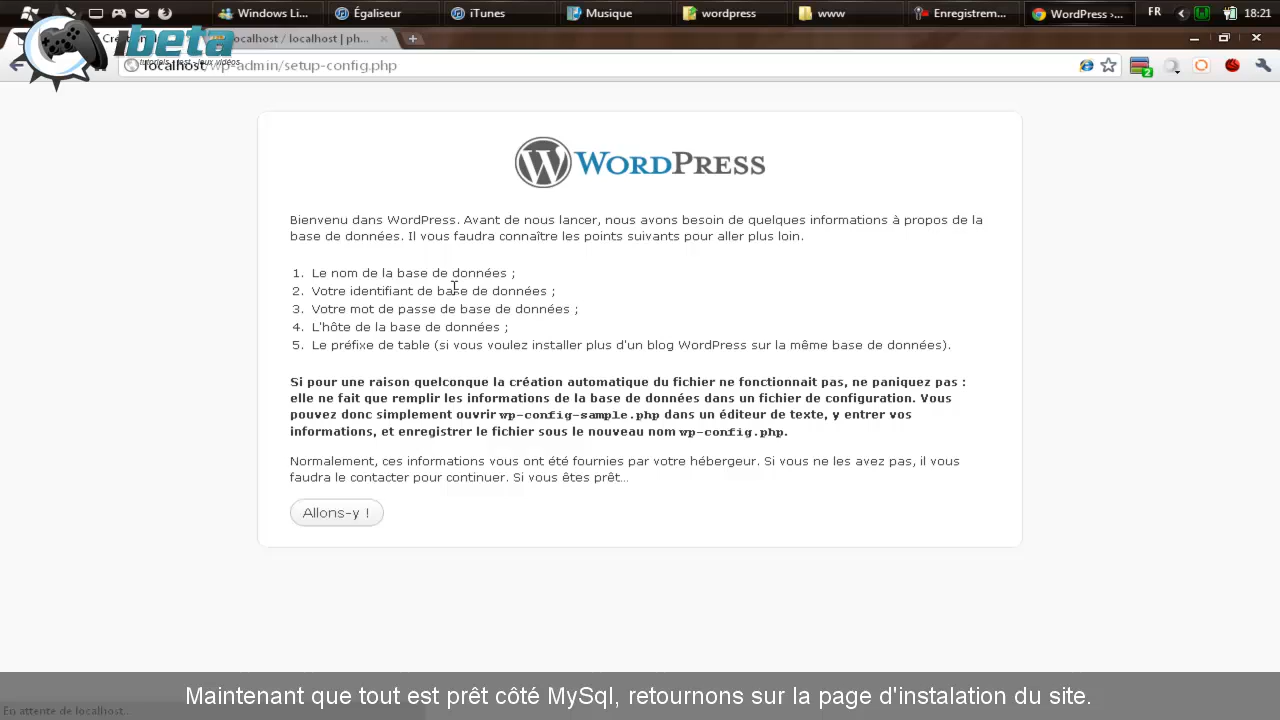 Windows Li...
Égaliseur
iTunes
Musique
wordpress
www
Enregistrem...
WordPress ›...
FR
18:21
ibeta
tutoriels - test - jeux vidéos
localhost / localhost | ph...
localhost/wp-admin/setup-config.php
2
WORDPRESS
Bienvenu dans WordPress. Avant de nous lancer, nous avons besoin de quelques informations à propos de la
base de données. Il vous faudra connaître les points suivants pour aller plus loin.
1. Le nom de la base de données ;
2. Votre identifiant de base de données ;
3. Votre mot de passe de base de données ;
4. L'hôte de la base de données ;
5. Le préfixe de table (si vous voulez installer plus d'un blog WordPress sur la même base de données).
Si pour une raison quelconque la création automatique du fichier ne fonctionnait pas, ne paniquez pas :
elle ne fait que remplir les informations de la base de données dans un fichier de configuration. Vous
pouvez donc simplement ouvrir wp-config-sample.php dans un éditeur de texte, y entrer vos
informations, et enregistrer le fichier sous le nouveau nom wp-config.php.
Normalement, ces informations vous ont été fournies par votre hébergeur. Si vous ne les avez pas, il vous
faudra le contacter pour continuer. Si vous êtes prêt...
Allons-y !
Maintenant que tout est prêt côté MySql, retournons sur la page d'instalation du site.
En attente de localhost...